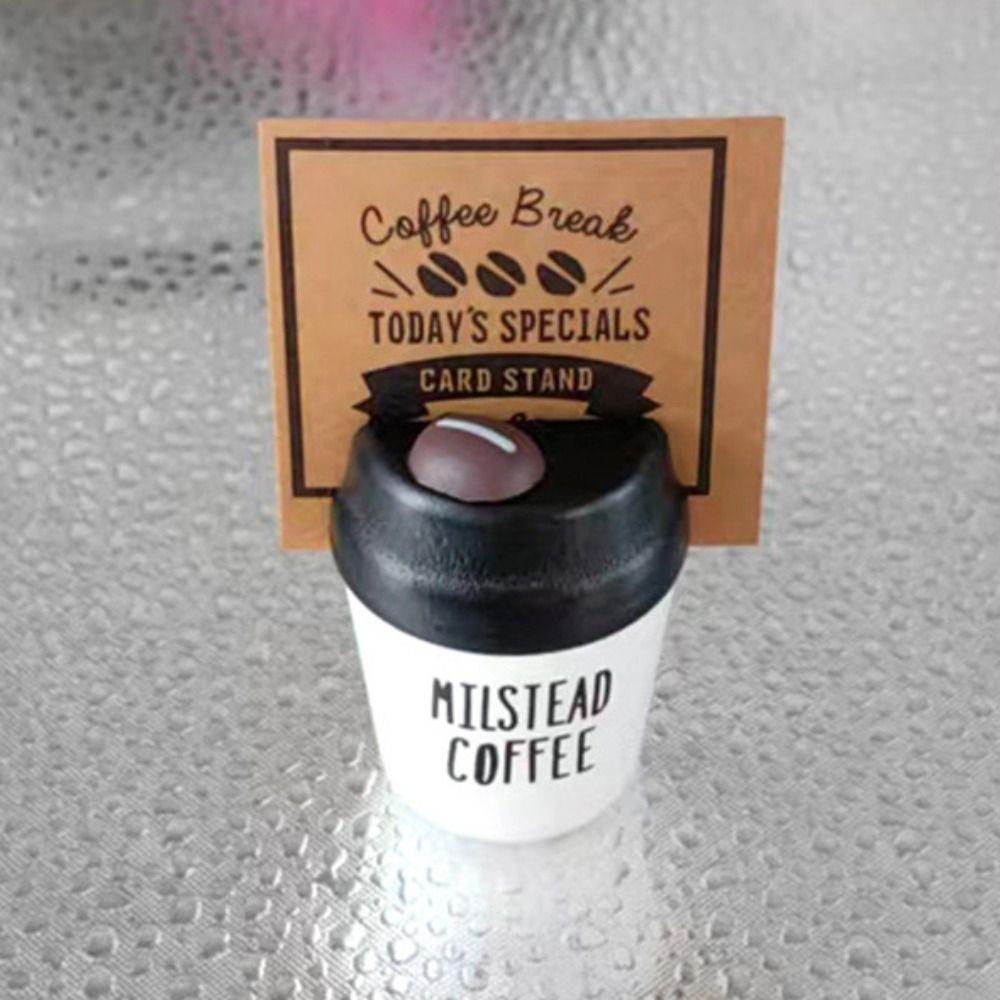 Coffee Break
TODAY'S SPECIALS
CARD STAND
MILSTEAD
COFFEE